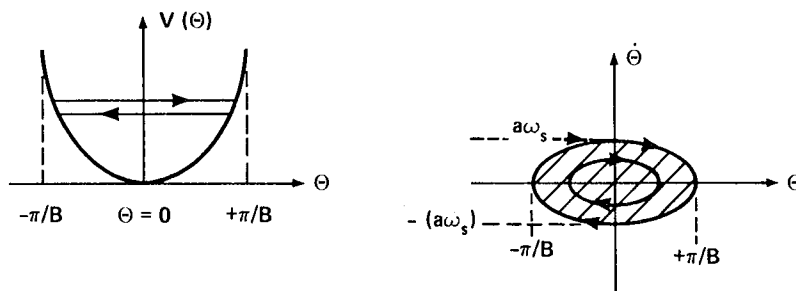 V (Θ)
Θ
−π/B
Θ = 0
+π/B
Θ̇
aω_s
Θ
− (aω_s)
−π/B
+π/B